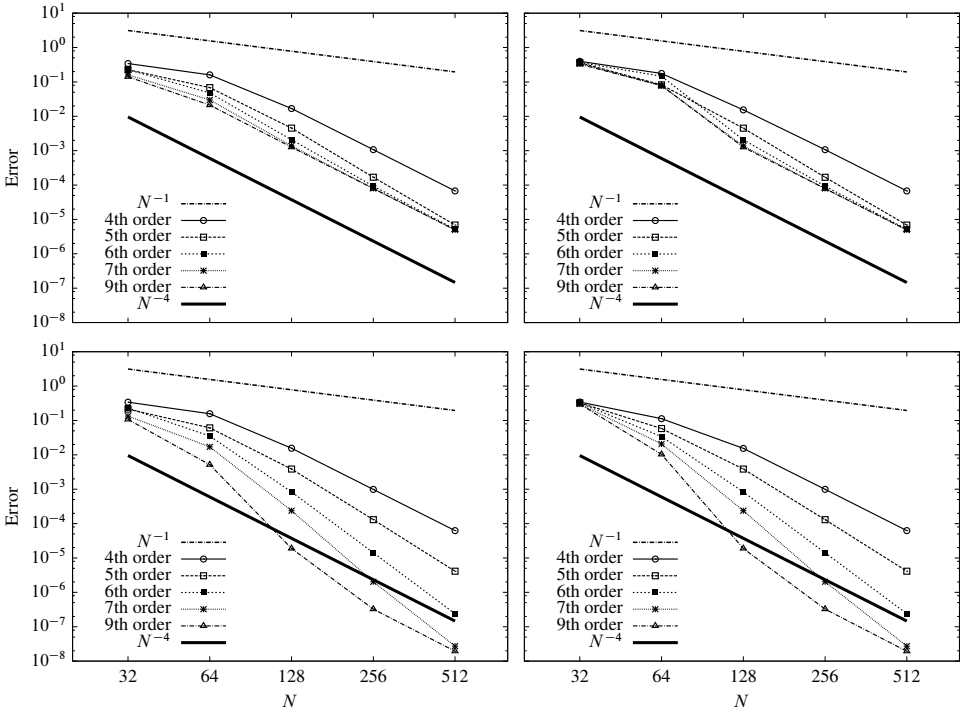 10^1
10^0
10^−1
10^−2
10^−3
10^−4
10^−5
10^−6
10^−7
10^−8
Error
N^−1
4th order
5th order
6th order
7th order
9th order
N^−4
N^−1
4th order
5th order
6th order
7th order
9th order
N^−4
10^1
10^0
10^−1
10^−2
10^−3
10^−4
10^−5
10^−6
10^−7
10^−8
Error
N^−1
4th order
5th order
6th order
7th order
9th order
N^−4
32 64 128 256 512
N
N^−1
4th order
5th order
6th order
7th order
9th order
N^−4
32 64 128 256 512
N